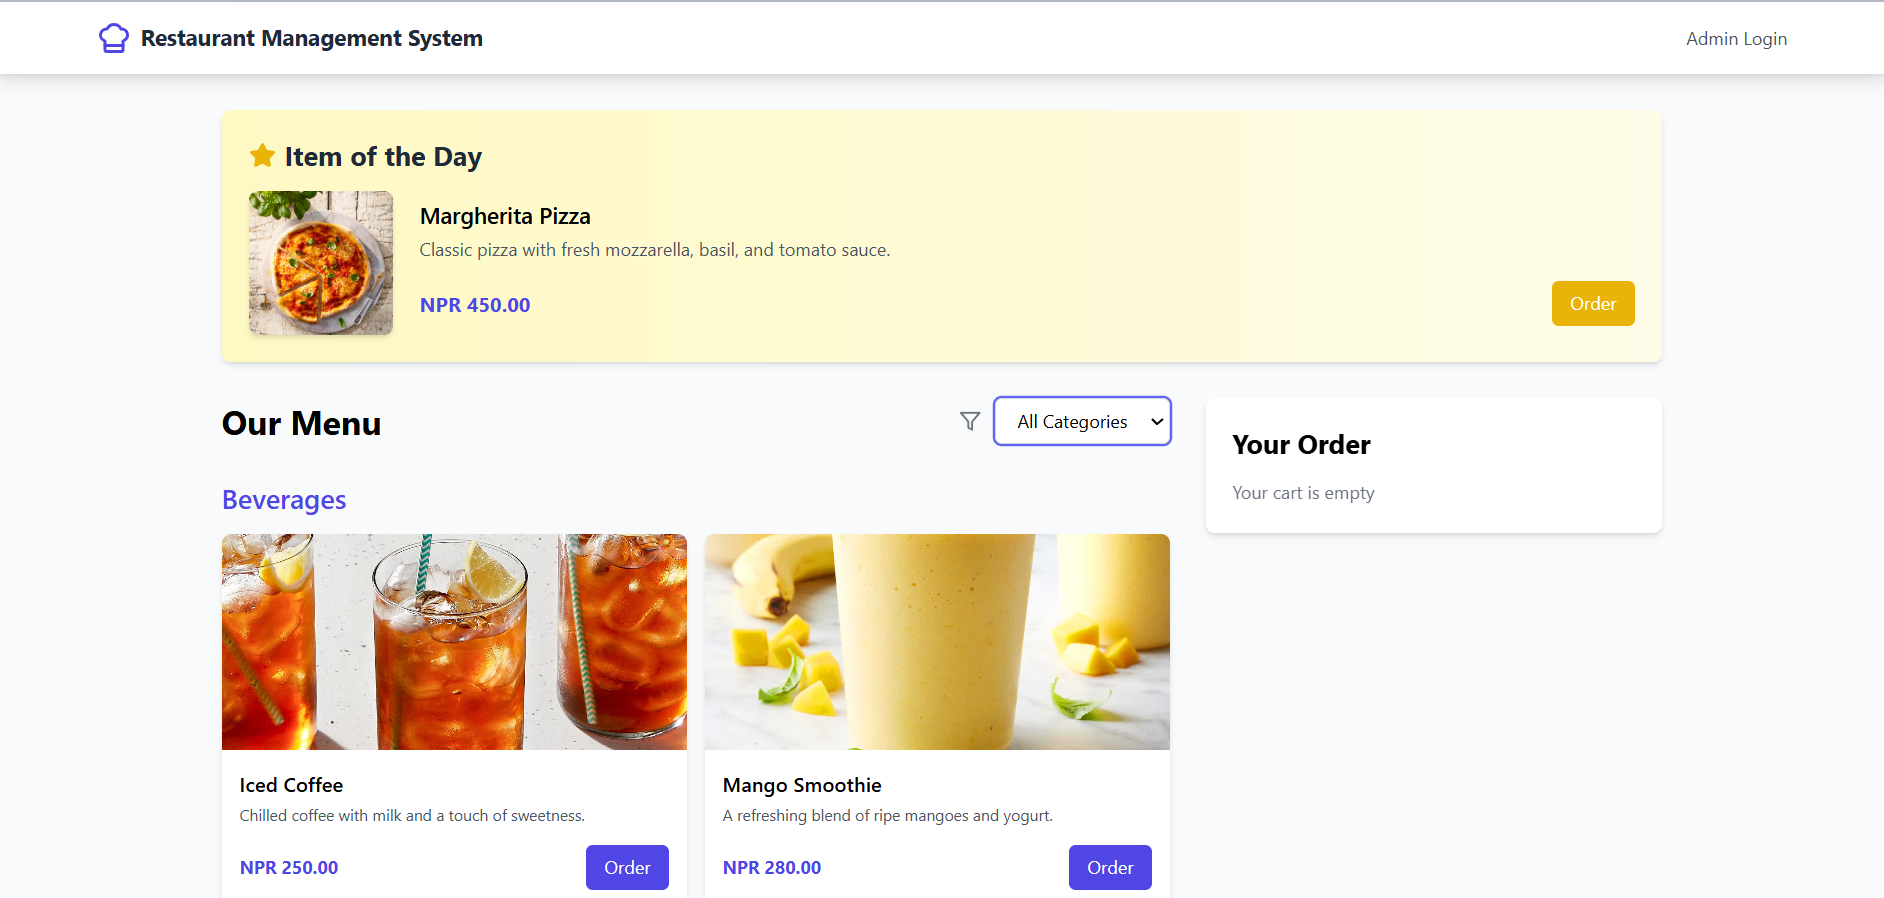 Restaurant Management System
Admin Login
Item of the Day
Margherita Pizza
Classic pizza with fresh mozzarella, basil, and tomato sauce.
NPR 450.00
Order
Our Menu
All Categories
Your Order
Your cart is empty
Beverages
Iced Coffee
Chilled coffee with milk and a touch of sweetness.
NPR 250.00
Order
Mango Smoothie
A refreshing blend of ripe mangoes and yogurt.
NPR 280.00
Order